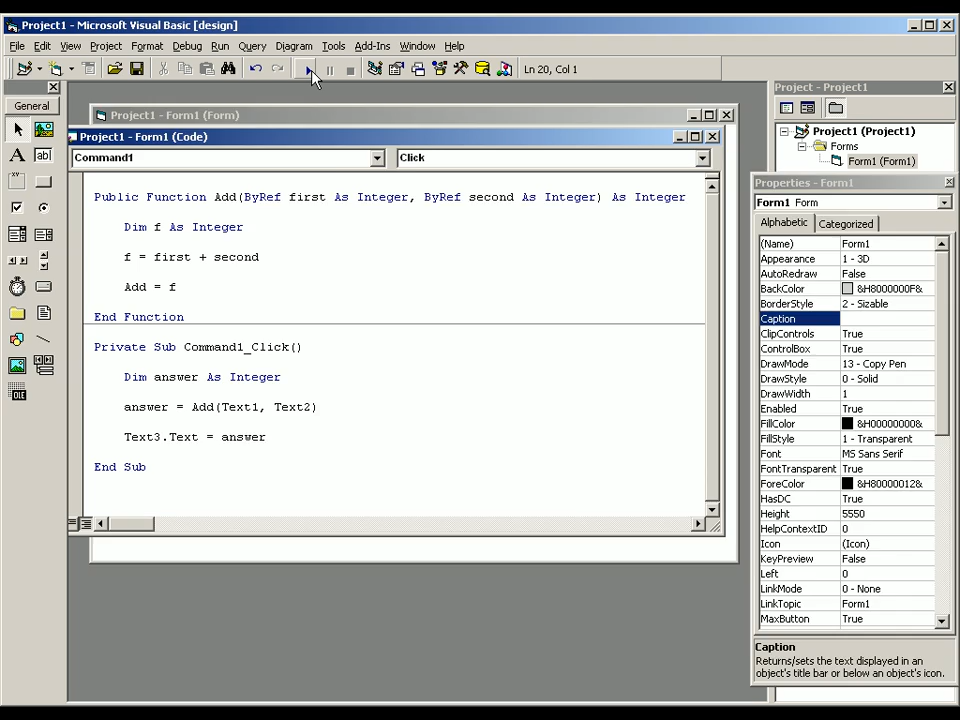 Project1 - Microsoft Visual Basic [design]
File Edit View Project Format Debug Run Query Diagram Tools Add-Ins Window Help
Ln 20, Col 1
General
A
ab|
XY
OLE
Project1 - Form1 (Form)
Project1 - Form1 (Code)
Command1
Click
Public Function Add(ByRef first As Integer, ByRef second As Integer) As Integer
Dim f As Integer
f = first + second
Add = f
End Function
Private Sub Command1_Click()
Dim answer As Integer
answer = Add(Text1, Text2)
Text3.Text = answer
End Sub
Project - Project1
Project1 (Project1)
Forms
Form1 (Form1)
Properties - Form1
Form1 Form
Alphabetic Categorized
(Name) Form1
Appearance 1 - 3D
AutoRedraw False
BackColor &H8000000F&
BorderStyle 2 - Sizable
Caption
ClipControls True
ControlBox True
DrawMode 13 - Copy Pen
DrawStyle 0 - Solid
DrawWidth 1
Enabled True
FillColor &H00000000&
FillStyle 1 - Transparent
Font MS Sans Serif
FontTransparent True
ForeColor &H80000012&
HasDC True
Height 5550
HelpContextID 0
Icon (Icon)
KeyPreview False
Left 0
LinkMode 0 - None
LinkTopic Form1
MaxButton True
Caption
Returns/sets the text displayed in an
object's title bar or below an object's icon.